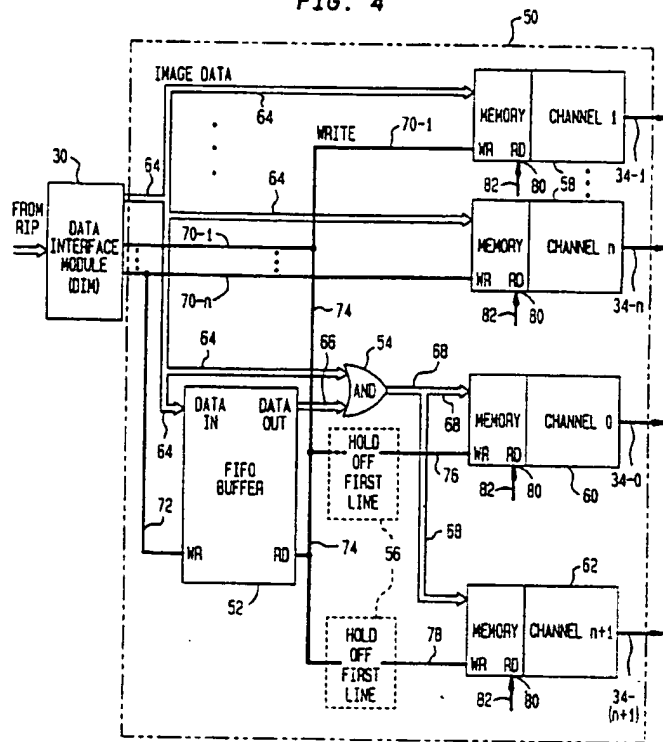 FIG. 4
50
IMAGE DATA
64
MEMORY
CHANNEL 1
WR RD
WRITE
70-1
34-1
82
80
58
30
64
FROM RIP
DATA INTERFACE MODULE (DIM)
64
MEMORY
CHANNEL n
WR RD
70-1
70-n
34-n
82
80
74
64
66
54
AND
68
68
MEMORY
CHANNEL 0
WR RD
34-0
82
80
60
64
DATA IN
DATA OUT
FIFO BUFFER
WR
RD
72
52
HOLD OFF FIRST LINE
76
74
56
68
62
HOLD OFF FIRST LINE
78
MEMORY
CHANNEL n+1
WR RD
82
80
34-(n+1)